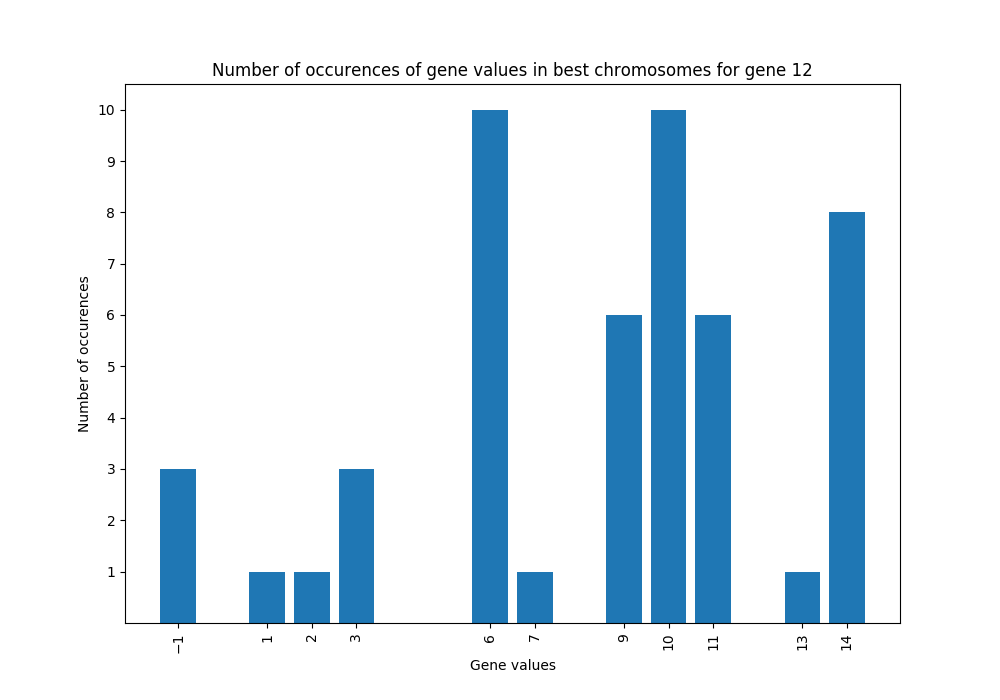 Number of occurences of gene values in best chromosomes for gene 12
10
9
8
7
6
5
4
3
2
1
Number of occurences
−1 1 2 3 6 7 9 10 11 13 14
Gene values